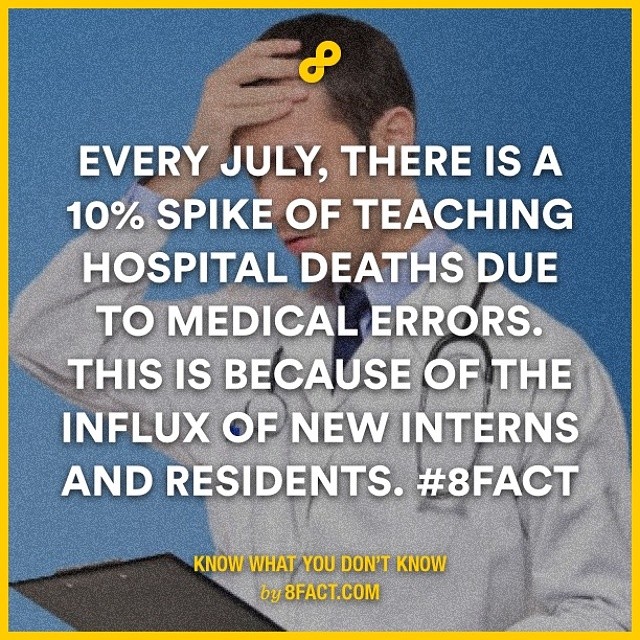 EVERY JULY, THERE IS A
10% SPIKE OF TEACHING
HOSPITAL DEATHS DUE
TO MEDICAL ERRORS.
THIS IS BECAUSE OF THE
INFLUX OF NEW INTERNS
AND RESIDENTS. #8FACT
KNOW WHAT YOU DON'T KNOW
by 8FACT.COM